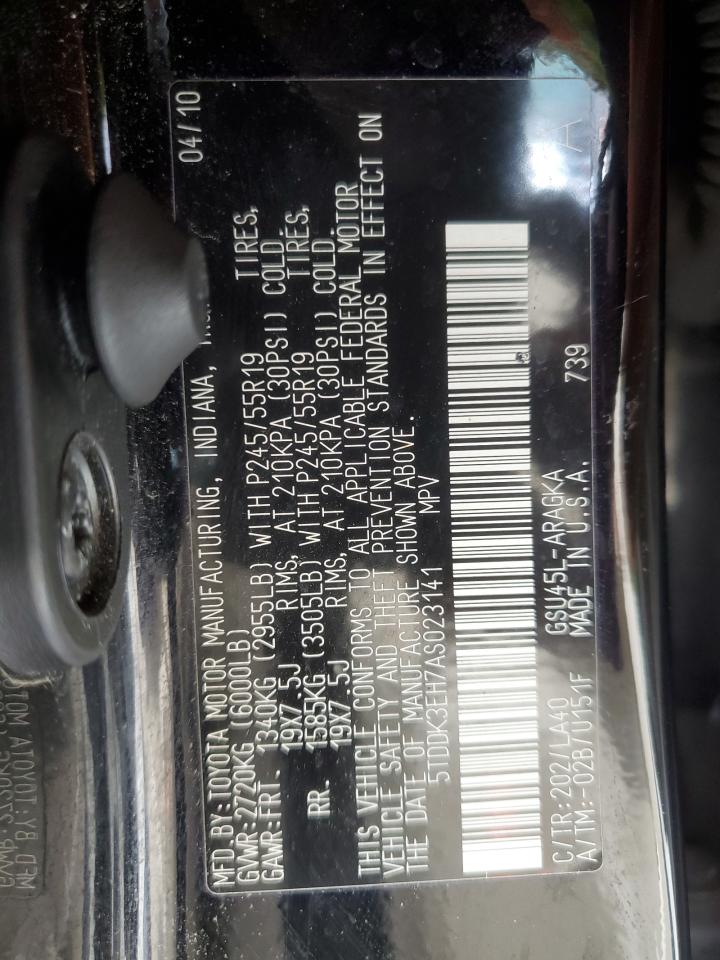 MFD.BY:TOYOTA MOTOR MANUFACTURING, INDIANA, 04/10
GVWR:2720KG (6000LB)
GAWR:FRT. 1340KG (2955LB) WITH P245/55R19 TIRES,
19X7.5J RIMS, AT 210KPA (30PSI) COLD.
RR. 1585KG (3505LB) WITH P245/55R19 TIRES,
19X7.5J RIMS, AT 210KPA (30PSI) COLD.
THIS VEHICLE CONFORMS TO ALL APPLICABLE FEDERAL MOTOR
VEHICLE SAFETY AND THEFT PREVENTION STANDARDS IN EFFECT ON
THE DATE OF MANUFACTURE SHOWN ABOVE.
5TDDK3EH7AS023141 MPV
C/TR:202/LA40 GSU45L-ARAGKA 739 A
A/TM:-02B/U151F MADE IN U.S.A.